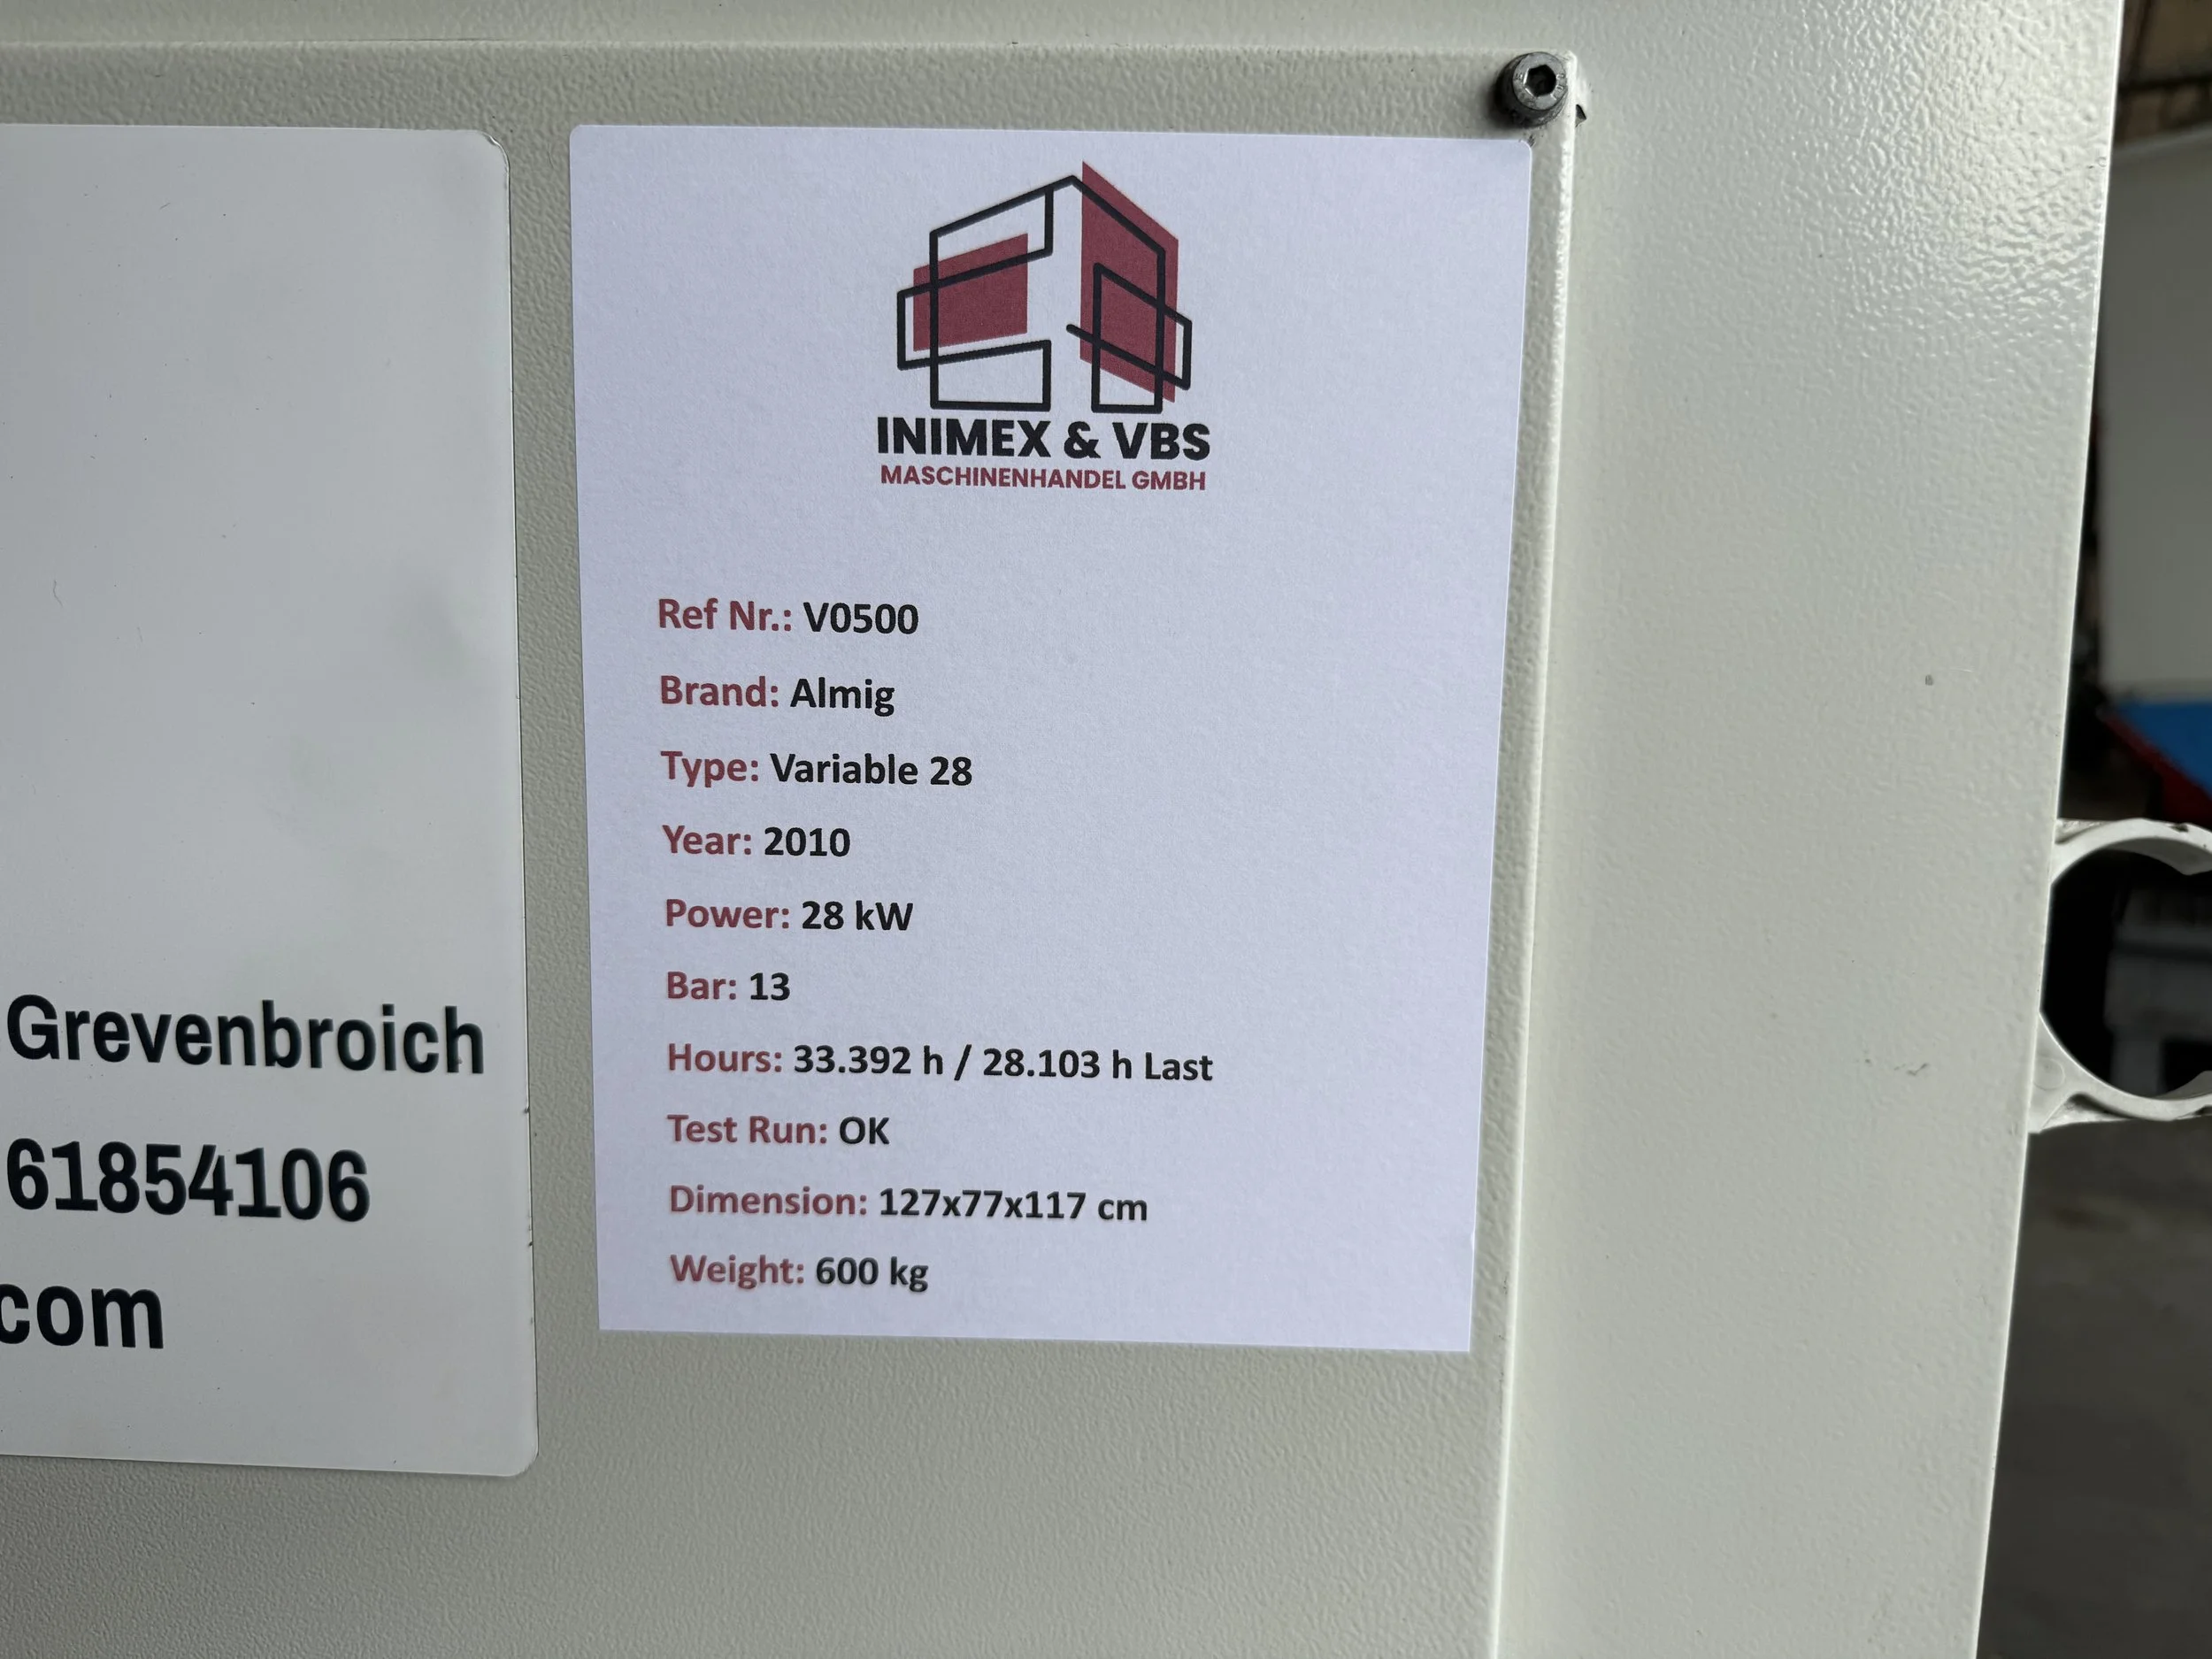 INIMEX & VBS
MASCHINENHANDEL GMBH
Ref Nr.: V0500
Brand: Almig
Type: Variable 28
Year: 2010
Power: 28 kW
Bar: 13
Hours: 33.392 h / 28.103 h Last
Test Run: OK
Dimension: 127x77x117 cm
Weight: 600 kg
Grevenbroich
61854106
com